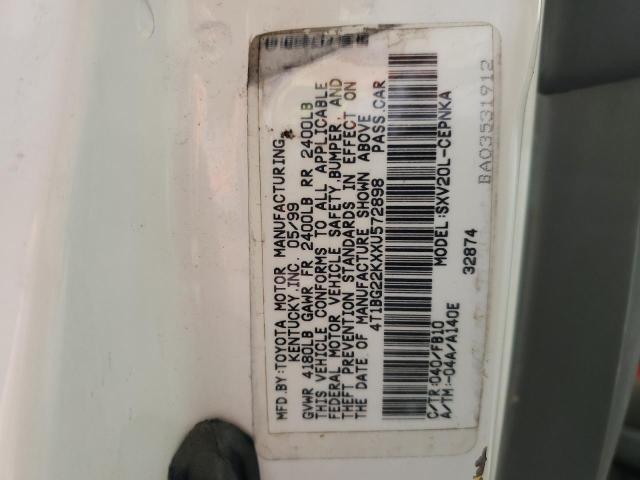 MFD.BY:TOYOTA MOTOR MANUFACTURING,
KENTUCKY,INC. 05/99
GVWR 4180LB GAWR FR 2400LB RR 2400LB
THIS VEHICLE CONFORMS TO ALL APPLICABLE
FEDERAL MOTOR VEHICLE SAFETY BUMPER, AND
THEFT PREVENTION STANDARDS IN EFFECT ON
THE DATE OF MANUFACTURE SHOWN ABOVE
4T1BG22KXXU572898 PASS.CAR
C/TR:040/FB10 MODEL:SXV20L-CEPNKA
A/TM:-04A/A140E 32874
BA03531912